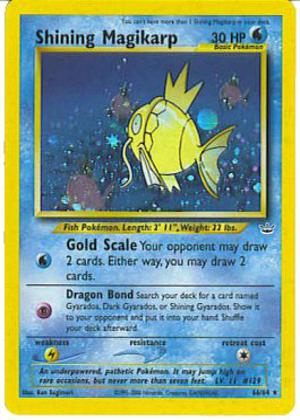 You can't have more than 1 Shining Magikarp in your deck.
Shining Magikarp 30 HP
Basic Pokémon
Fish Pokémon. Length: 2' 11", Weight: 22 lbs.
Gold Scale Your opponent may draw
2 cards. Either way, you may draw 2
cards.
Dragon Bond Search your deck for a card named
Gyarados, Dark Gyarados, or Shining Gyarados. Show it
to your opponent and put it into your hand. Shuffle
your deck afterward.
weakness resistance retreat cost
An underpowered, pathetic Pokémon. It may jump high on
rare occasions, but never more than seven feet. LV. 11 #129
Illus. Ken Sugimori
66/64